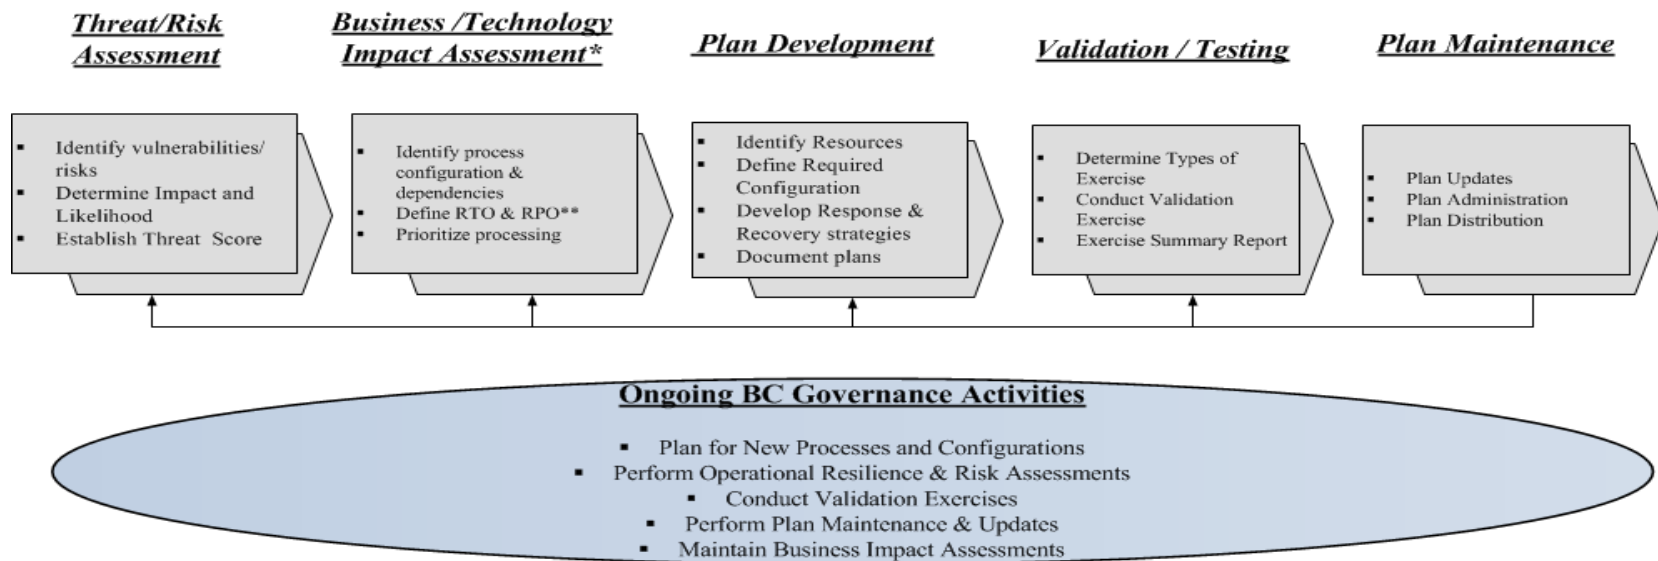 Threat/Risk
Assessment
Business /Technology
Impact Assessment*
Plan Development
Validation / Testing
Plan Maintenance
▪ Identify vulnerabilities/
risks
▪ Determine Impact and
Likelihood
▪ Establish Threat Score
▪ Identify process
configuration &
dependencies
▪ Define RTO & RPO**
▪ Prioritize processing
▪ Identify Resources
▪ Define Required
Configuration
▪ Develop Response &
Recovery strategies
▪ Document plans
▪ Determine Types of
Exercise
▪ Conduct Validation
Exercise
▪ Exercise Summary Report
▪ Plan Updates
▪ Plan Administration
▪ Plan Distribution
Ongoing BC Governance Activities
▪ Plan for New Processes and Configurations
▪ Perform Operational Resilience & Risk Assessments
▪ Conduct Validation Exercises
▪ Perform Plan Maintenance & Updates
▪ Maintain Business Impact Assessments